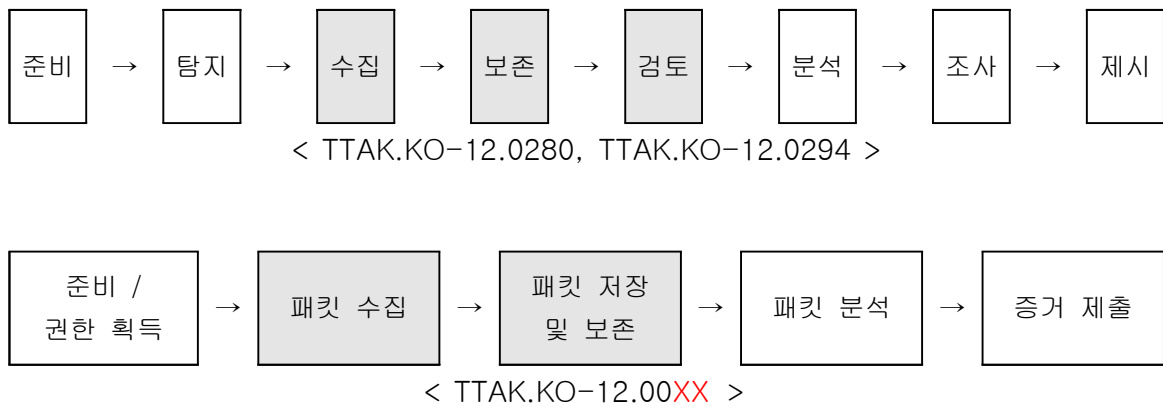 준비 → 탐지 → 수집 → 보존 → 검토 → 분석 → 조사 → 제시
< TTAK.KO-12.0280, TTAK.KO-12.0294 >
준비 /
권한 획득 → 패킷 수집 → 패킷 저장
및 보존 → 패킷 분석 → 증거 제출
< TTAK.KO-12.00XX >